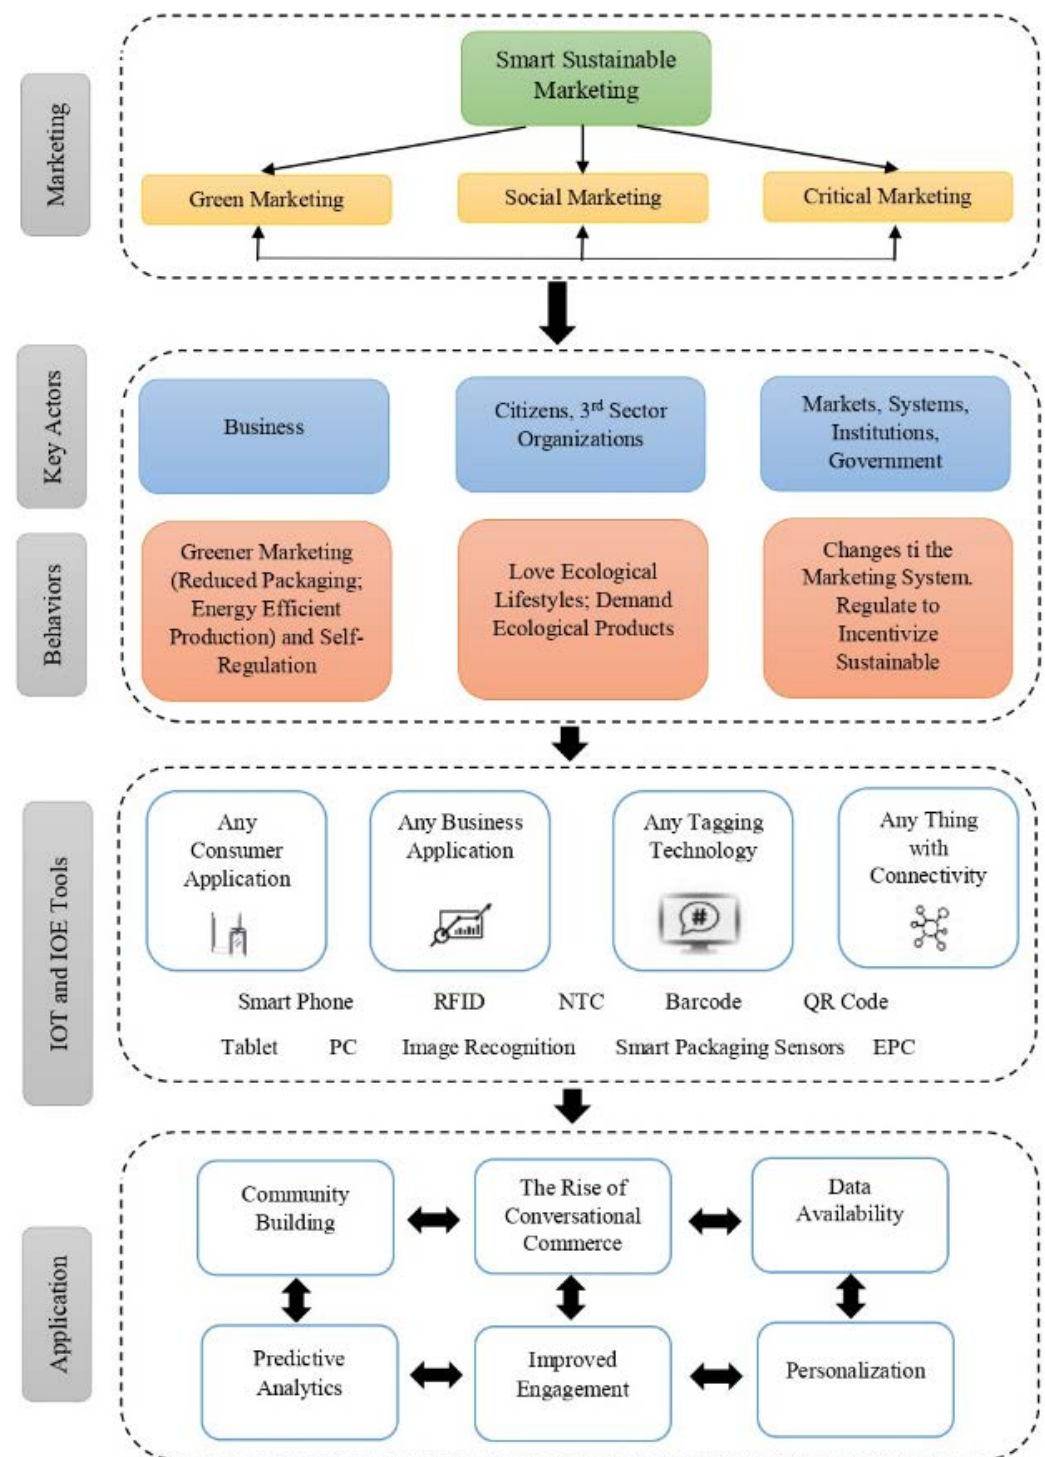 Marketing
Smart Sustainable
Marketing
Green Marketing
Social Marketing
Critical Marketing
Key Actors
Business
Citizens, 3rd Sector
Organizations
Markets, Systems,
Institutions,
Government
Behaviors
Greener Marketing
(Reduced Packaging;
Energy Efficient
Production) and Self-
Regulation
Love Ecological
Lifestyles; Demand
Ecological Products
Changes ti the
Marketing System.
Regulate to
Incentivize
Sustainable
IOT and IOE Tools
Any
Consumer
Application
Any Business
Application
Any Tagging
Technology
#
Any Thing
with
Connectivity
Smart Phone RFID NTC Barcode QR Code
Tablet PC Image Recognition Smart Packaging Sensors EPC
Application
Community
Building
The Rise of
Conversational
Commerce
Data
Availability
Predictive
Analytics
Improved
Engagement
Personalization